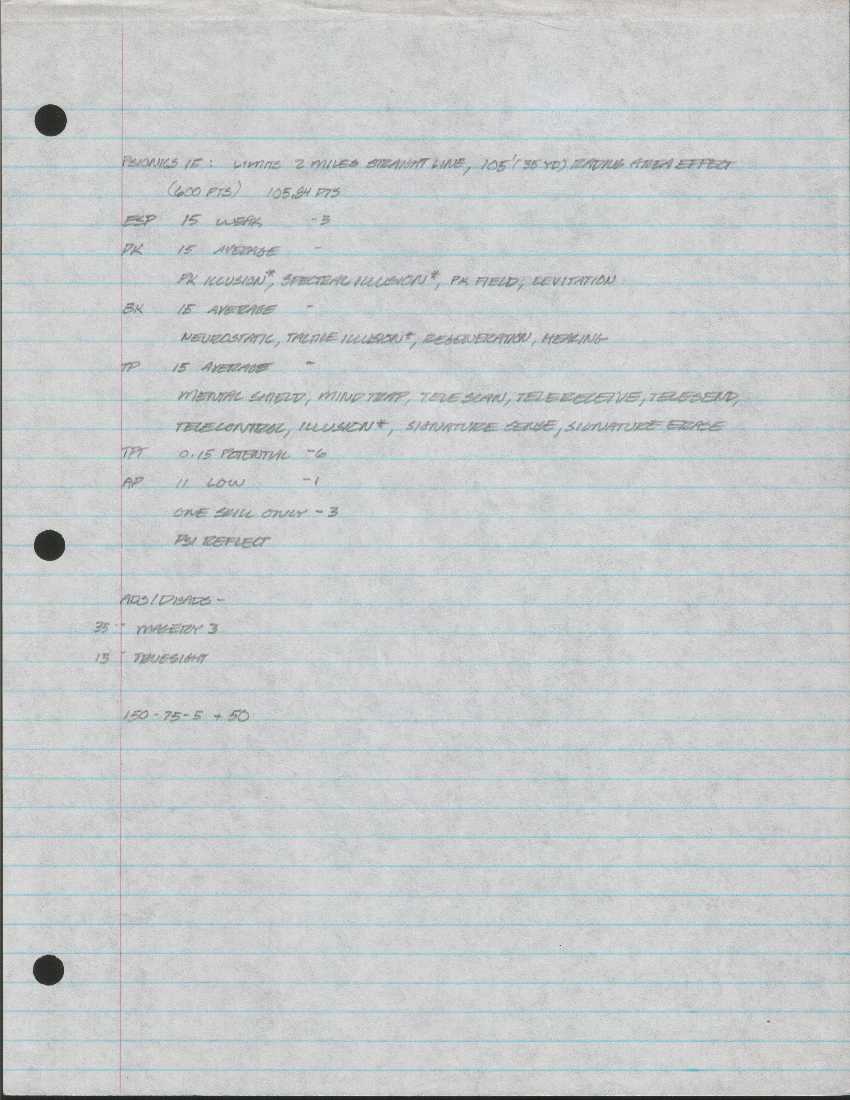 PSIONICS 15: LIMITS 2 MILES STRAIGHT LINE, 105' (35 YD) RADIUS AREA EFFECT
(600 PTS) 105.84 PTS
ESP 15 WEAK -3
PK 15 AVERAGE -
PK ILLUSION*, SPECTRAL ILLUSION*, PK FIELD, LEVITATION
BK 15 AVERAGE -
NEUROSTATIC, TACTILE ILLUSION*, REGENERATION, HEALING
TP 15 AVERAGE -
MENTAL SHIELD, MIND TRAP, TELESCAN, TELERECEIVE, TELESEND,
TELECONTROL, ILLUSION*, SIGNATURE SENSE, SIGNATURE ERASE
TPT 0.15 POTENTIAL -6
AP 11 LOW -1
ONE SKILL ONLY -3
PSI REFLECT
ADS/DISADS -
35 - MAGERY 3
15 - TRUESIGHT
150 - 75 - 5 + 50